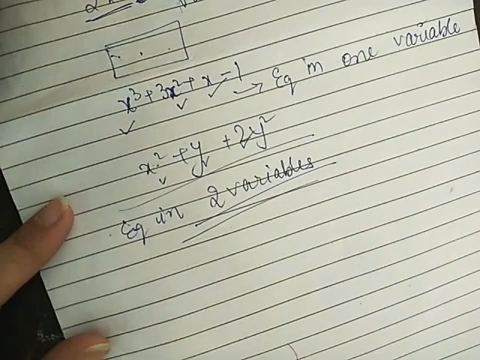 x³ + 3x² + x = 1 → Eq in one variable
x² + y + 2y²
Eq in 2 variables